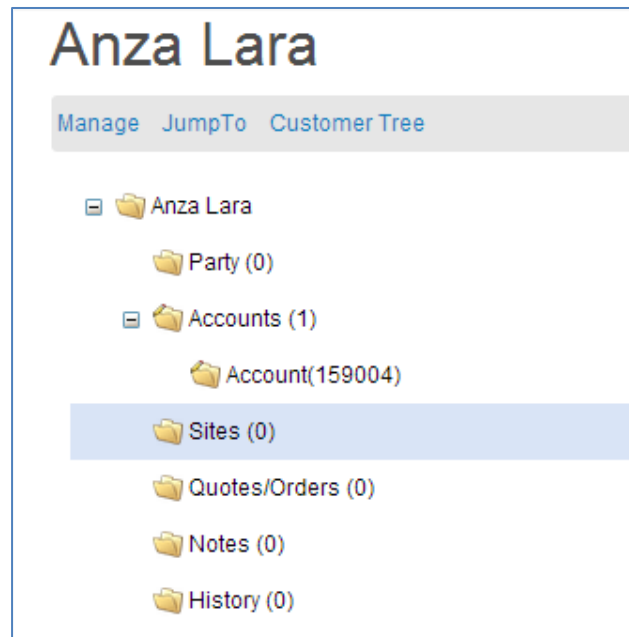 Anza Lara
Manage JumpTo Customer Tree
Anza Lara
Party (0)
Accounts (1)
Account(159004)
Sites (0)
Quotes/Orders (0)
Notes (0)
History (0)